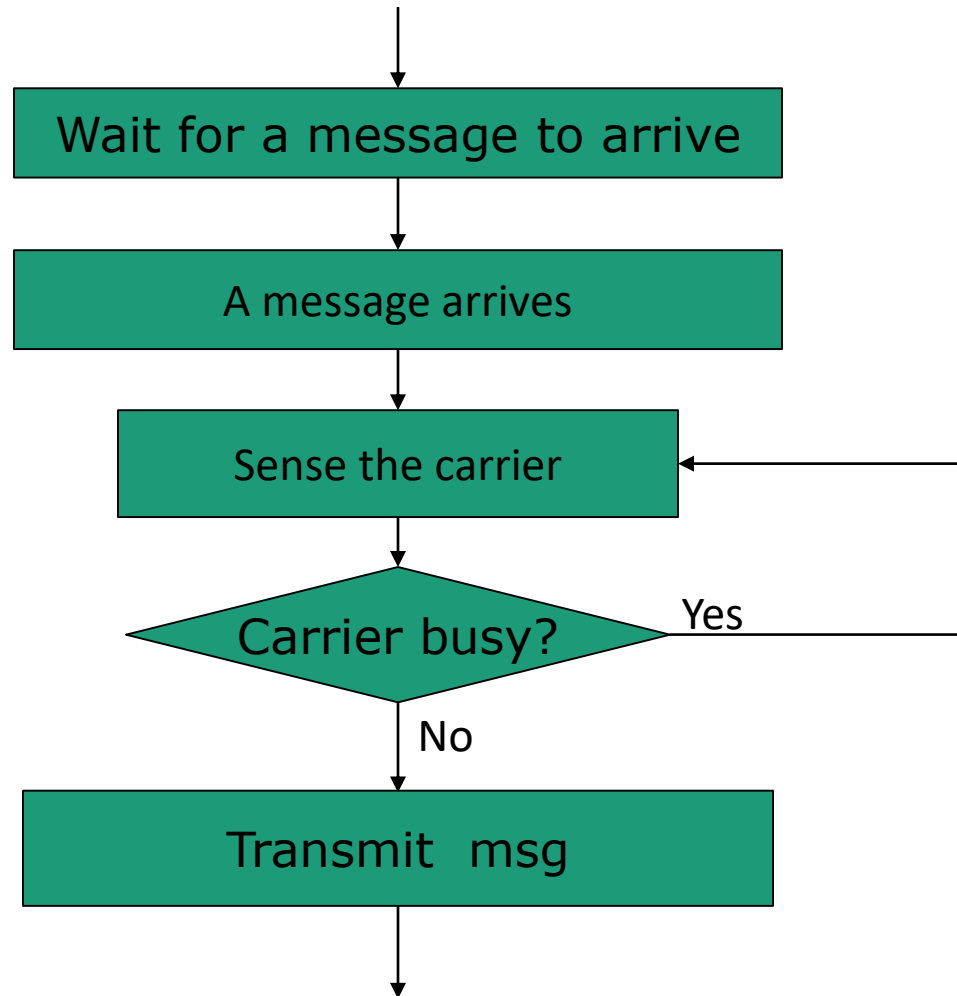 Wait for a message to arrive
A message arrives
Sense the carrier
Carrier busy?
Yes
No
Transmit msg